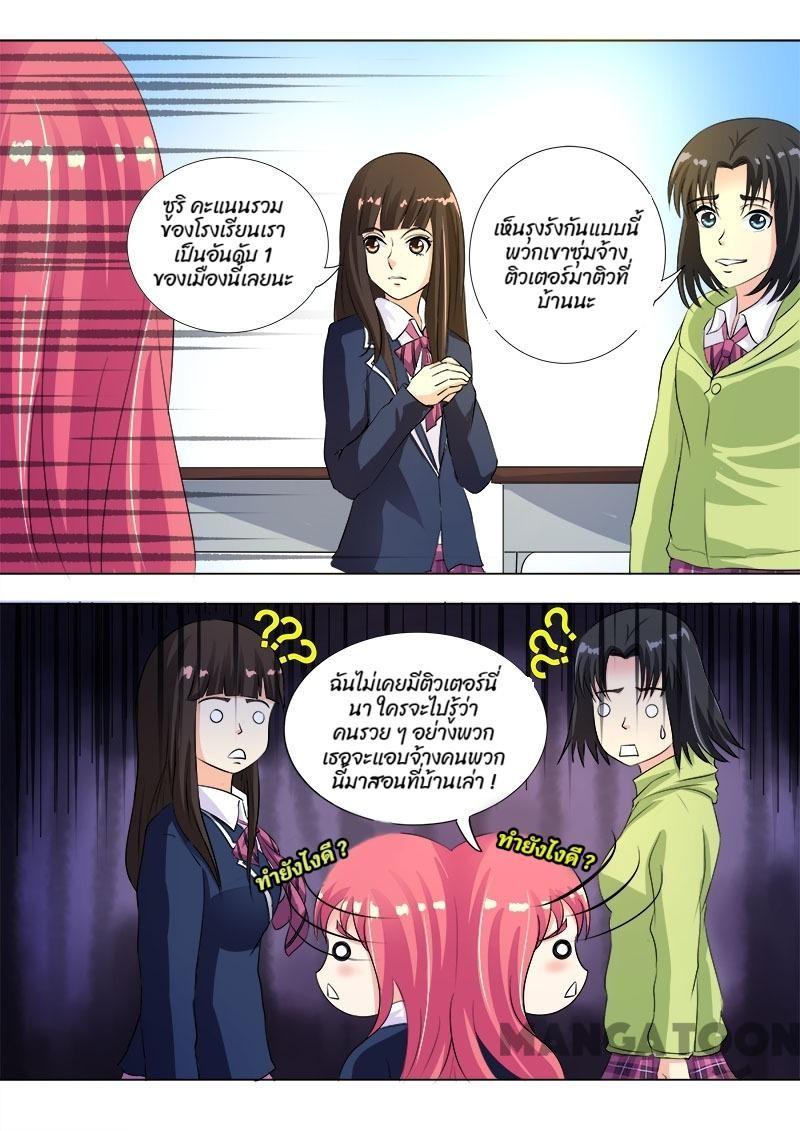 ซูริ คะแนนรวม
ของโรงเรียนเรา
เป็นอันดับ 1
ของเมืองนี้เลยนะ
เห็นรุงรังกันแบบนี้
พวกเขาซุ่มจ้าง
ติวเตอร์มาติวที่
บ้านนะ
???
???
ฉันไม่เคยมีติวเตอร์นี่
นา ใครจะไปรู้ว่า
คนรวย ๆ อย่างพวก
เธอจะแอบจ้างคนพวก
นี้มาสอนที่บ้านเล่า !
ทำยังไงดี ?
ทำยังไงดี ?
MANGATOON